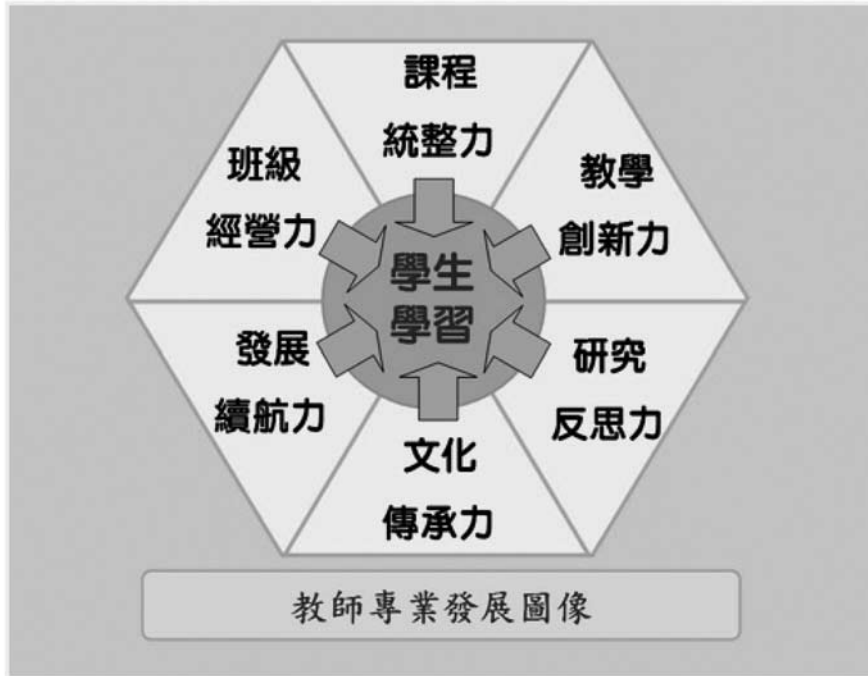 課程
統整力
教學
創新力
研究
反思力
文化
傳承力
發展
續航力
班級
經營力
學生
學習
教師專業發展圖像